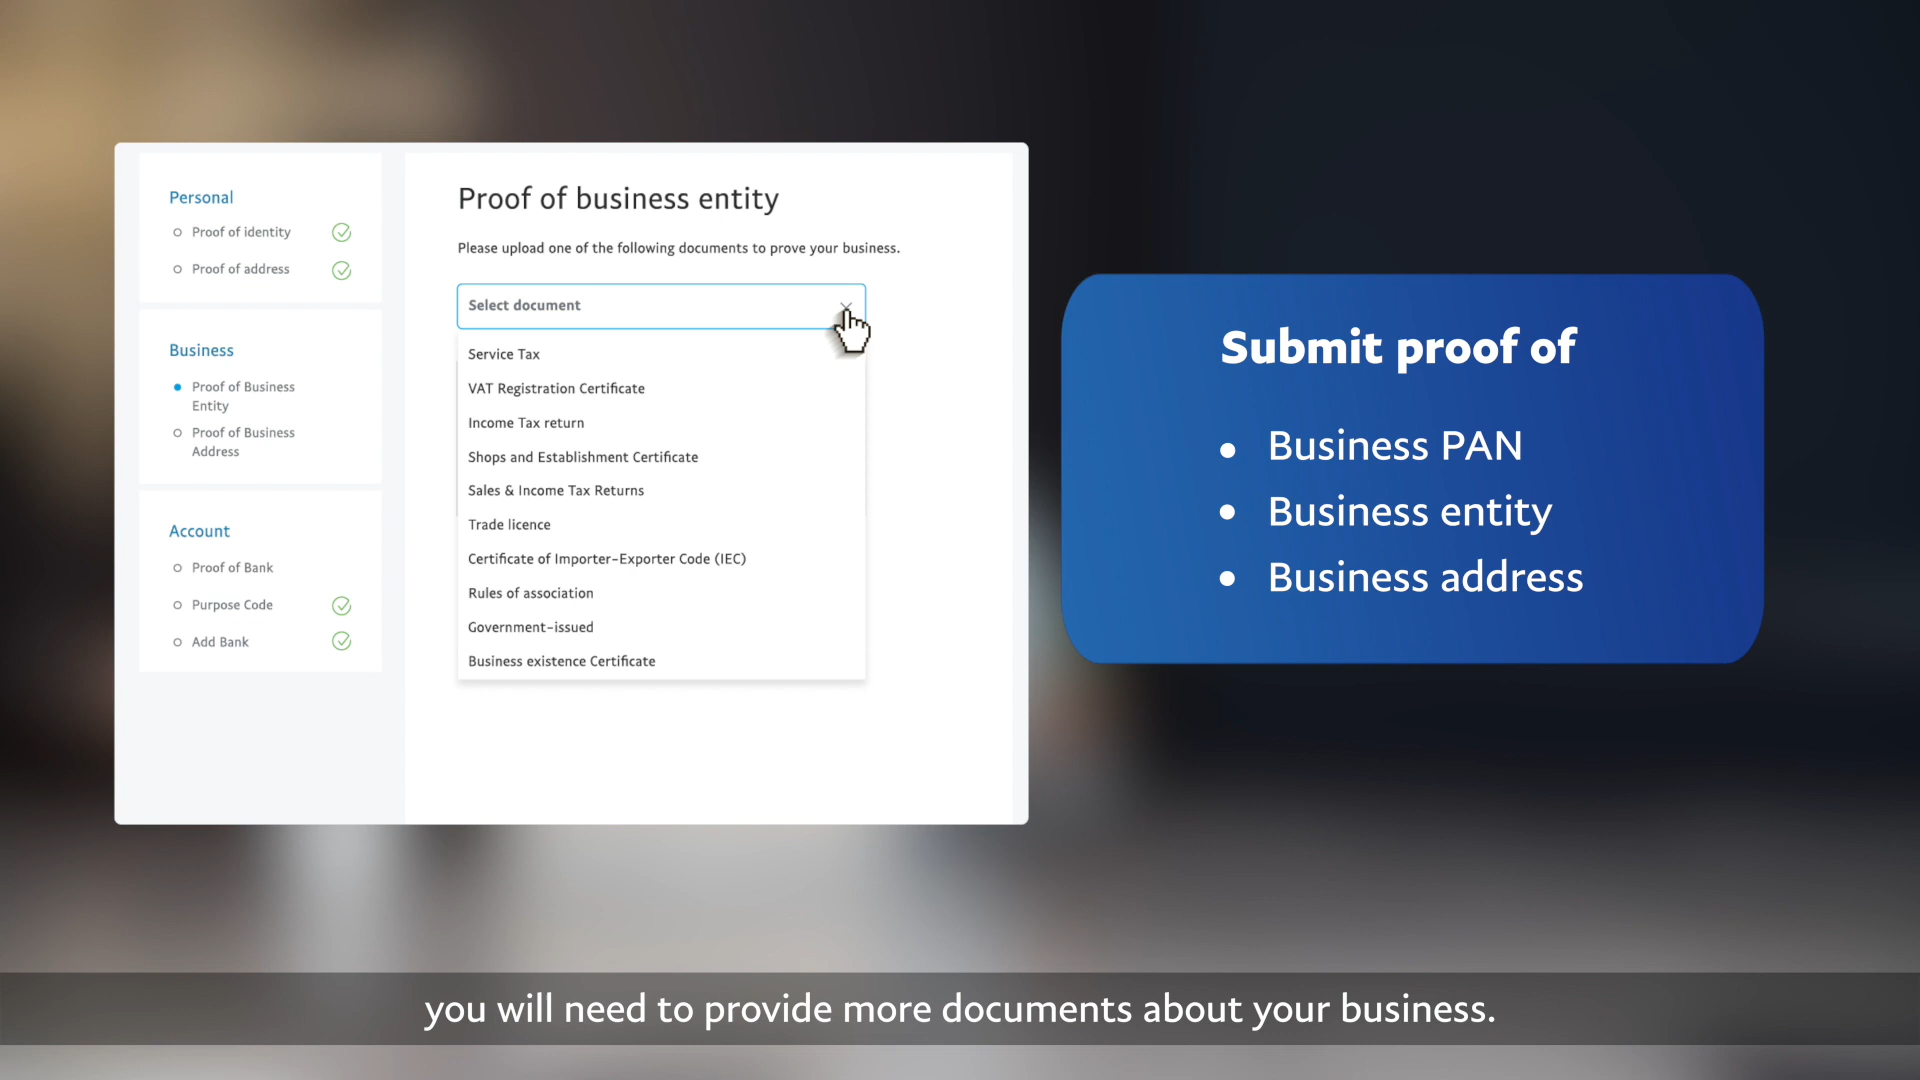 Personal
Proof of identity
Proof of address
Business
Proof of Business
Entity
Proof of Business
Address
Account
Proof of Bank
Purpose Code
Add Bank
Proof of business entity
Please upload one of the following documents to prove your business.
Select document
Service Tax
VAT Registration Certificate
Income Tax return
Shops and Establishment Certificate
Sales & Income Tax Returns
Trade licence
Certificate of Importer-Exporter Code (IEC)
Rules of association
Government-issued
Business existence Certificate
Submit proof of
• Business PAN
• Business entity
• Business address
you will need to provide more documents about your business.